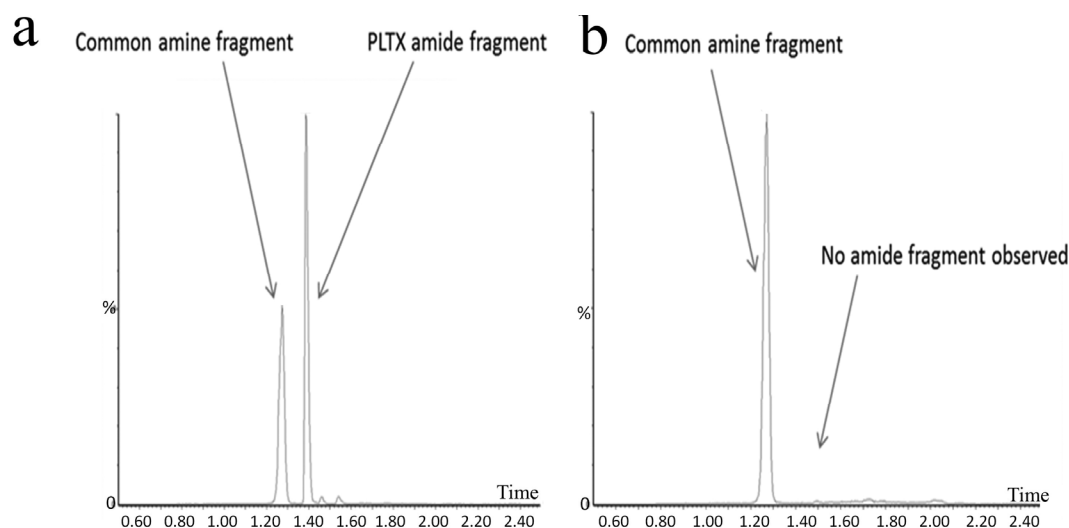 a
Common amine fragment
PLTX amide fragment
%
0
Time
0.60 0.80 1.00 1.20 1.40 1.60 1.80 2.00 2.20 2.40
b
Common amine fragment
No amide fragment observed
%
0
Time
0.60 0.80 1.00 1.20 1.40 1.60 1.80 2.00 2.20 2.40